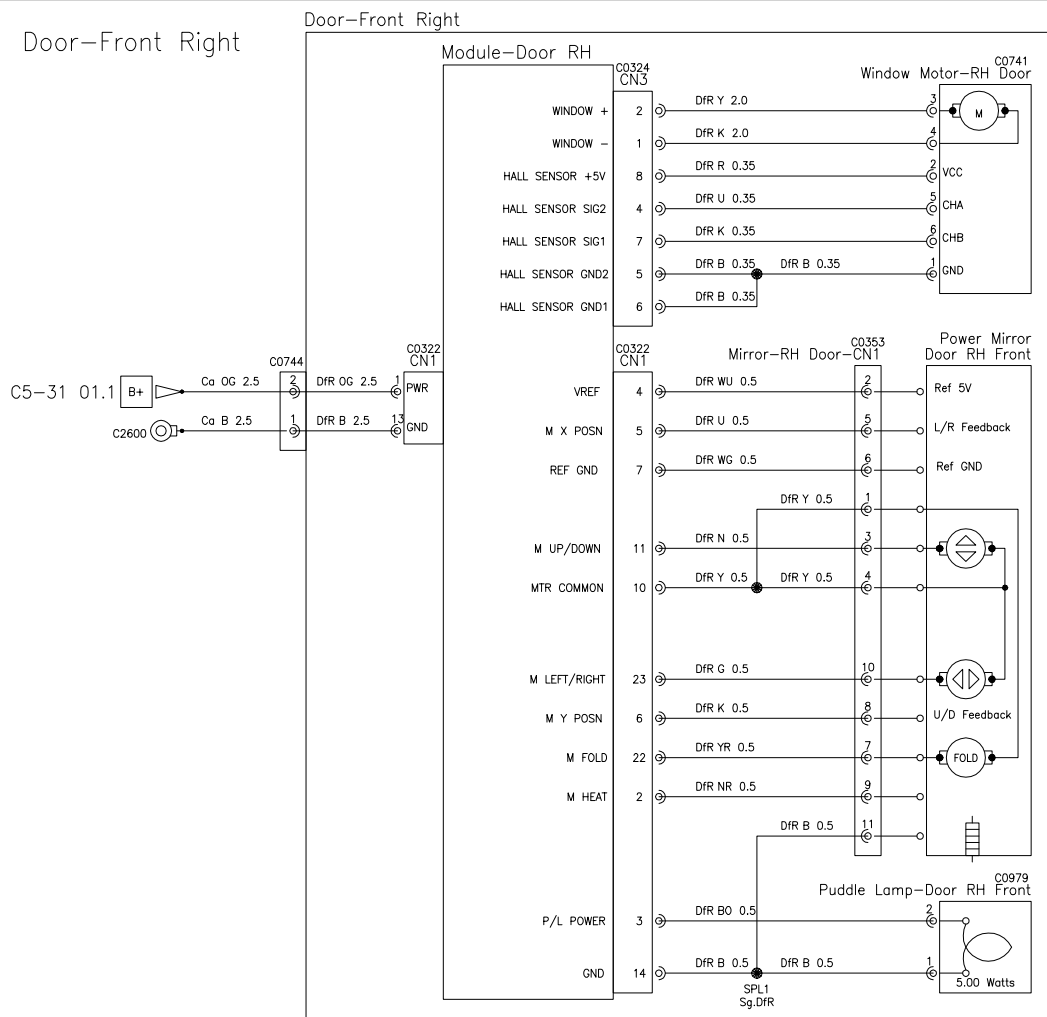 Door-Front Right
Door-Front Right
Module-Door RH
C0324
CN3
C0741
Window Motor-RH Door
WINDOW + 2 DfR Y 2.0 3 M
WINDOW - 1 DfR K 2.0 4
HALL SENSOR +5V 8 DfR R 0.35 2 VCC
HALL SENSOR SIG2 4 DfR U 0.35 5 CHA
HALL SENSOR SIG1 7 DfR K 0.35 6 CHB
HALL SENSOR GND2 5 DfR B 0.35 DfR B 0.35 1 GND
HALL SENSOR GND1 6 DfR B 0.35
C0744
C0322
CN1
C0322
CN1
Mirror-RH Door-CN1
C0353
Power Mirror
Door RH Front
C5-31 01.1 B+ Ca OG 2.5 2 DfR OG 2.5 1 PWR
C2600 Ca B 2.5 1 DfR B 2.5 13 GND
VREF 4 DfR WU 0.5 2 Ref 5V
M X POSN 5 DfR U 0.5 5 L/R Feedback
REF GND 7 DfR WG 0.5 6 Ref GND
DfR Y 0.5 1
M UP/DOWN 11 DfR N 0.5 3
MTR COMMON 10 DfR Y 0.5 DfR Y 0.5 4
M LEFT/RIGHT 23 DfR G 0.5 10
M Y POSN 6 DfR K 0.5 8 U/D Feedback
M FOLD 22 DfR YR 0.5 7 FOLD
M HEAT 2 DfR NR 0.5 9
DfR B 0.5 11
C0979
Puddle Lamp-Door RH Front
P/L POWER 3 DfR BO 0.5 2
GND 14 DfR B 0.5 DfR B 0.5 1 5.00 Watts
SPL1
Sg.DfR